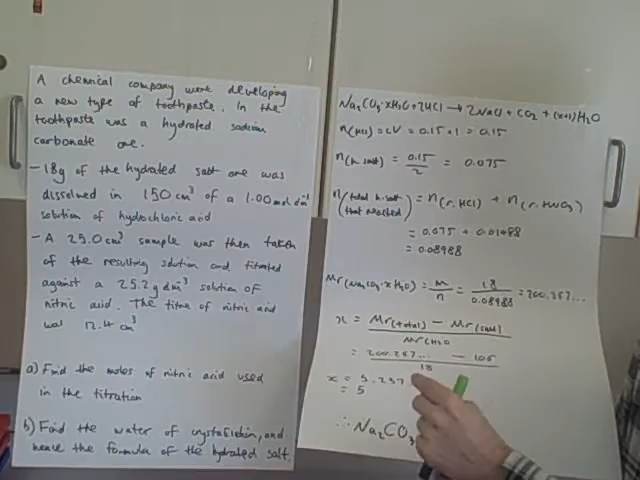 A chemical company were developing
a new type of toothpaste. In the
toothpaste was a hydrated sodium
carbonate one.
- 18g of the hydrated salt one was
dissolved in 150 cm³ of a 1.00 mol dm⁻³
solution of hydrochloric acid
- A 25.0 cm³ sample was then taken
of the resulting solution and titrated
against a 25.2 g dm⁻³ solution of
nitric acid. The titre of nitric acid
was 12.4 cm³
a) Find the moles of nitric acid used
in the titration
b) Find the water of crystallisation, and
hence the formula of the hydrated salt.
Na₂CO₃·xH₂O + 2HCl → 2NaCl + CO₂ + (x+1)H₂O
n(HCl) = CV = 0.15 × 1 = 0.15
n(h.salt) = 0.15/2 = 0.075
n(total h.salt that reacted) = n(r.HCl) + n(r.HNO₃)
= 0.075 + 0.01488
= 0.08988
Mr(Na₂CO₃·xH₂O) = m/n = 18/0.08988 = 200.267...
x = Mr(total) - Mr(salt) / Mr(H₂O
= 200.267... - 106 / 18
x = 5.237
= 5
∴ Na₂CO₃